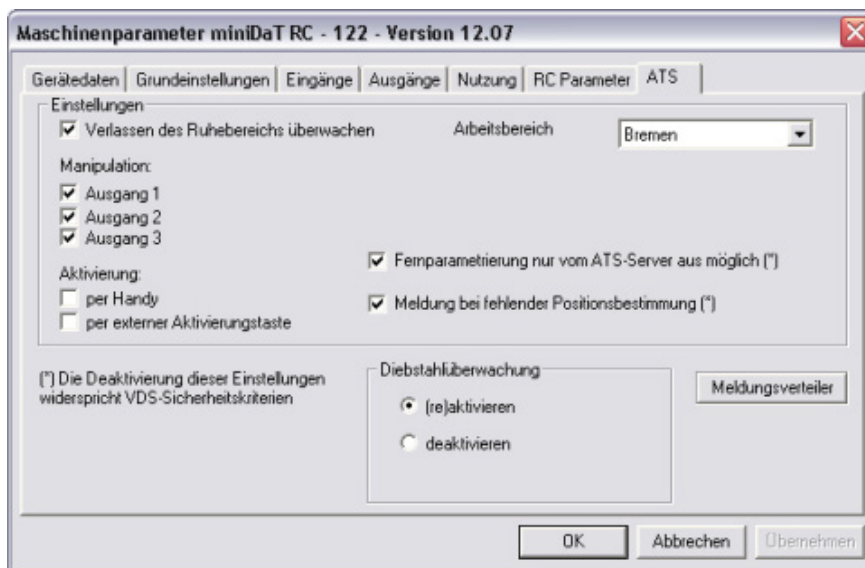 Maschinenparameter miniDaT RC - 122 - Version 12.07
Gerätedaten Grundeinstellungen Eingänge Ausgänge Nutzung RC Parameter ATS
Einstellungen
Verlassen des Ruhebereichs überwachen
Arbeitsbereich
Bremen
Manipulation:
Ausgang 1
Ausgang 2
Ausgang 3
Fernparametrierung nur vom ATS-Server aus möglich (*)
Aktivierung:
per Handy
Meldung bei fehlender Positionsbestimmung (*)
per externer Aktivierungstaste
(*) Die Deaktivierung dieser Einstellungen
widerspricht VDS-Sicherheitskriterien
Diebstahlüberwachung
(re)aktivieren
deaktivieren
Meldungsverteiler
OK Abbrechen Übernehmen